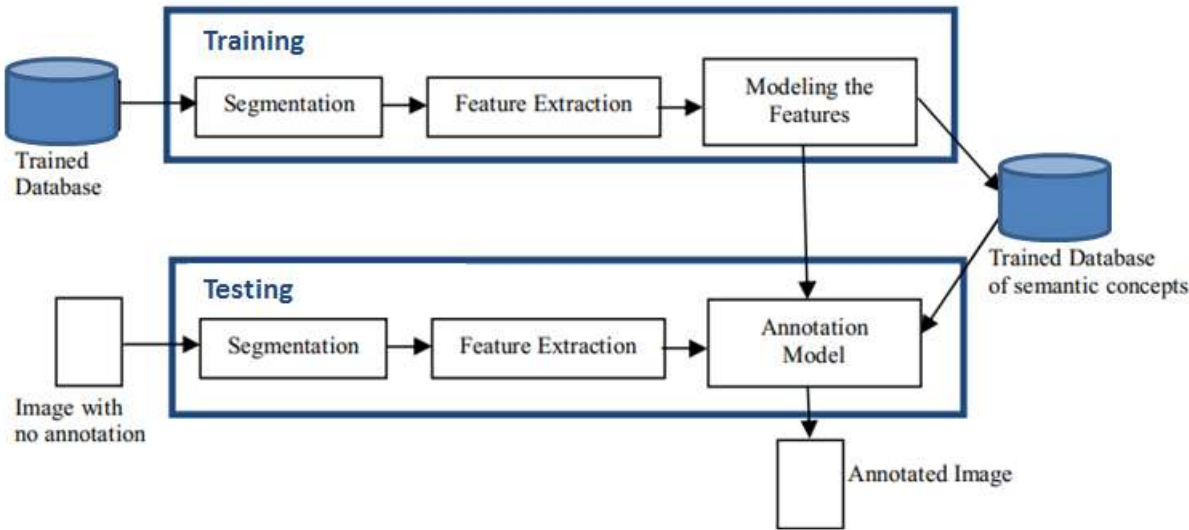 Training
Segmentation
Feature Extraction
Modeling the
Features
Trained
Database
Trained Database
of semantic concepts
Testing
Segmentation
Feature Extraction
Annotation
Model
Image with
no annotation
Annotated Image